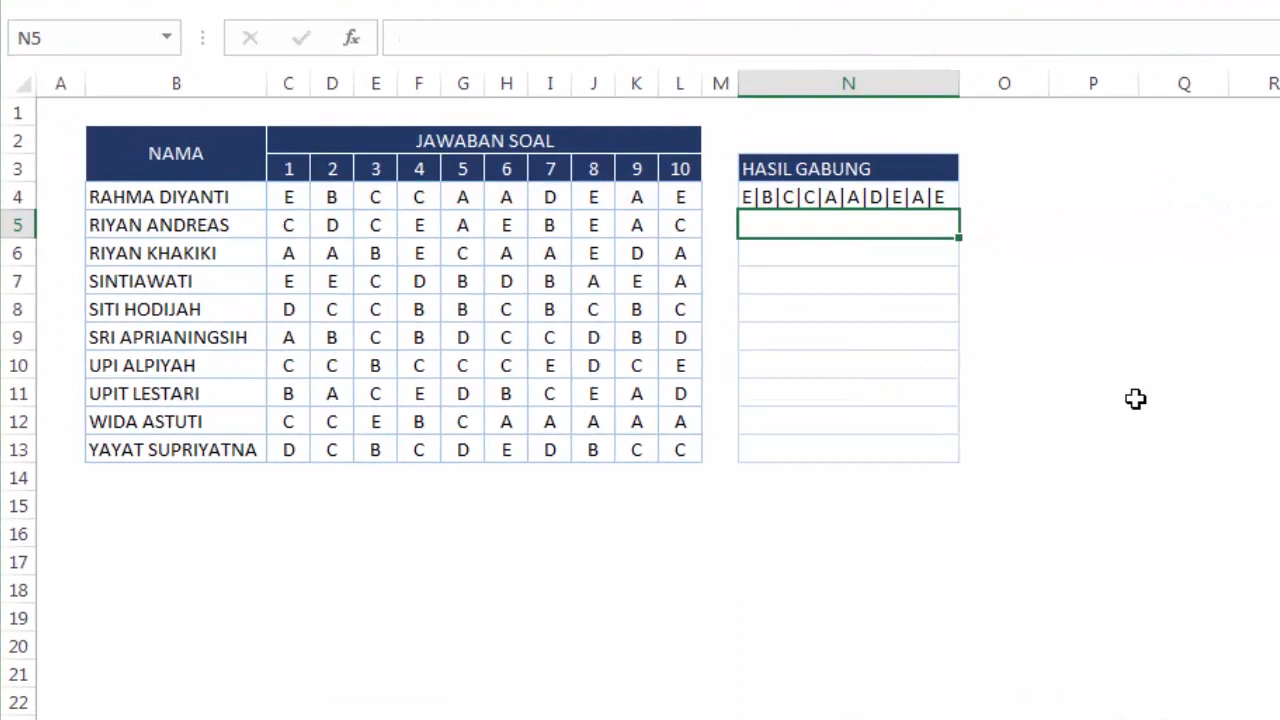 N5 fx
A B C D E F G H I J K L M N O P Q R
1
2 NAMA JAWABAN SOAL
3 1 2 3 4 5 6 7 8 9 10 HASIL GABUNG
4 RAHMA DIYANTI E B C C A A D E A E E|B|C|C|A|A|D|E|A|E
5 RIYAN ANDREAS C D C E A E B E A C
6 RIYAN KHAKIKI A A B E C A A E D A
7 SINTIAWATI E E C D B D B A E A
8 SITI HODIJAH D C C B B C B C B C
9 SRI APRIANINGSIH A B C B D C C D B D
10 UPI ALPIYAH C C B C C C E D C E
11 UPIT LESTARI B A C E D B C E A D
12 WIDA ASTUTI C C E B C A A A A A
13 YAYAT SUPRIYATNA D C B C D E D B C C
14
15
16
17
18
19
20
21
22